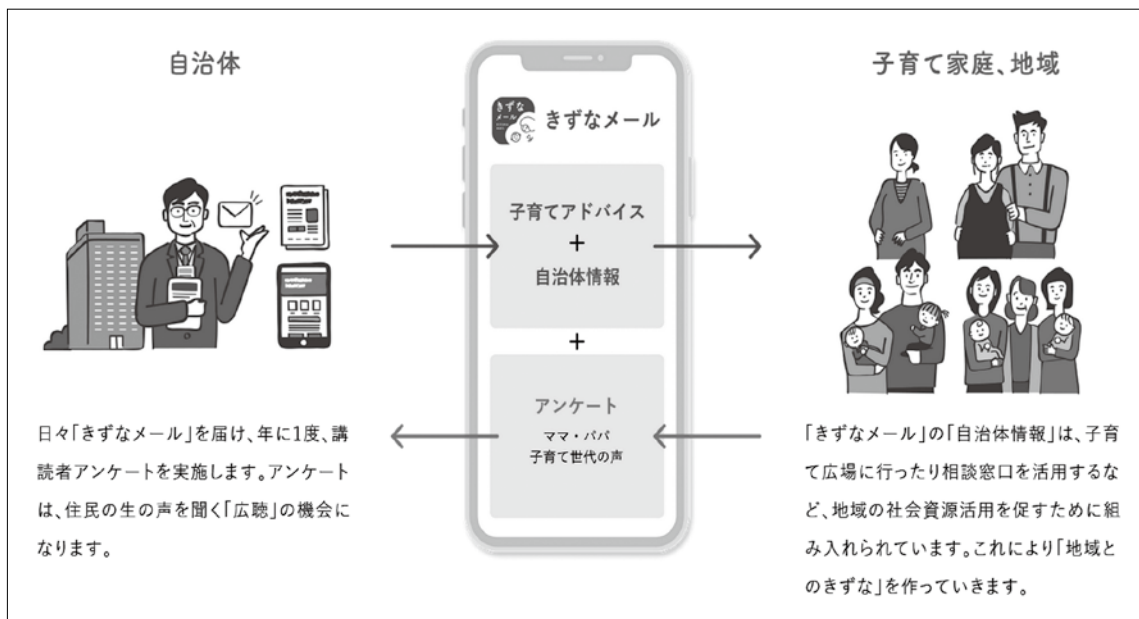 自治体
日々「きずなメール」を届け、年に1度、講
読者アンケートを実施します。アンケート
は、住民の生の声を聞く「広聴」の機会に
なります。
きずな
メール
きずなメール
子育てアドバイス
+
自治体情報
+
アンケート
ママ・パパ
子育て世代の声
子育て家庭、地域
「きずなメール」の「自治体情報」は、子育
て広場に行ったり相談窓口を活用するな
ど、地域の社会資源活用を促すために組
み入れられています。これにより「地域と
のきずな」を作っていきます。